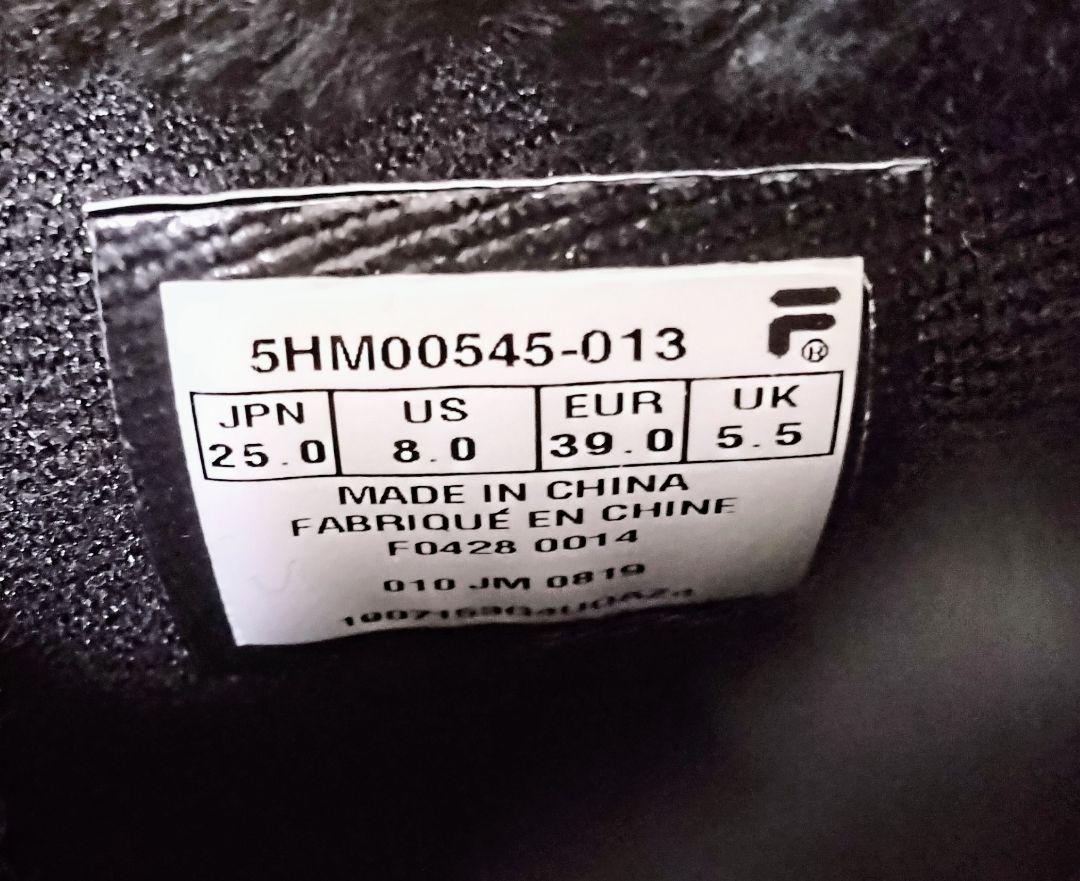 5HM00545-013
JPN US EUR UK
25.0 8.0 39.0 5.5
MADE IN CHINA
FABRIQUÉ EN CHINE
F0428 0014
010 JM 0819